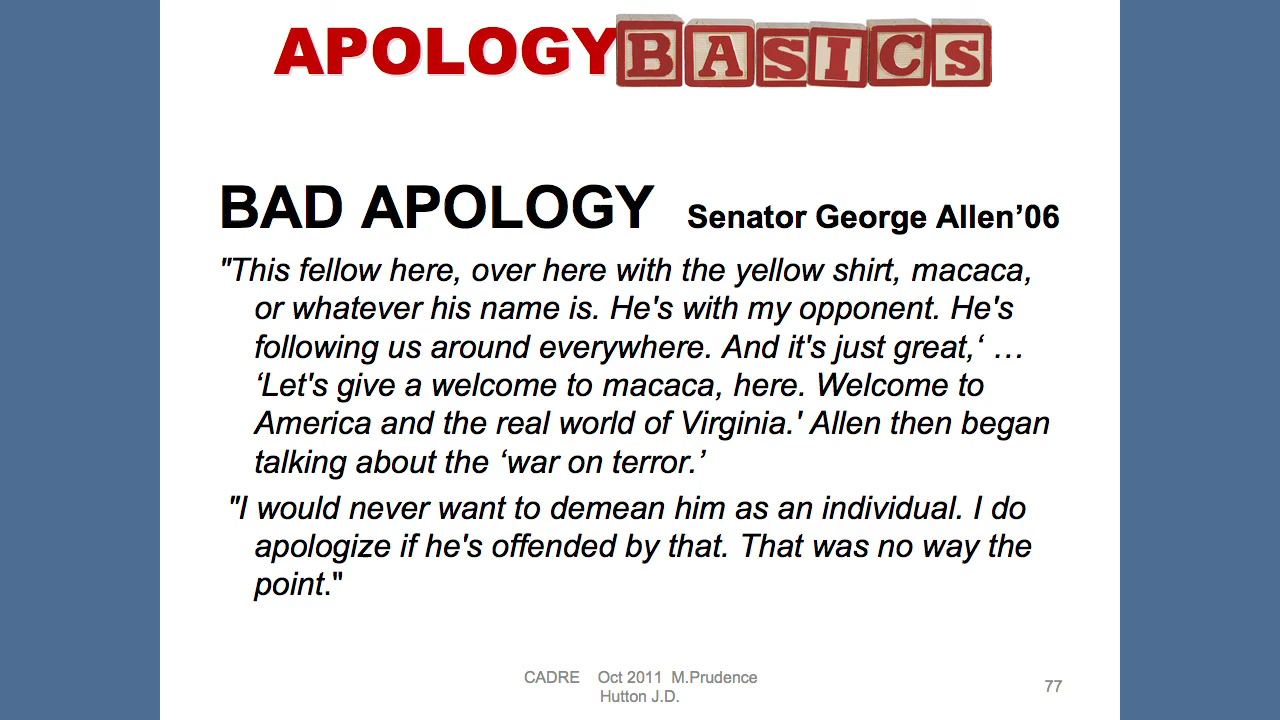 APOLOGY BASICS
BAD APOLOGY Senator George Allen’06
"This fellow here, over here with the yellow shirt, macaca,
or whatever his name is. He's with my opponent. He's
following us around everywhere. And it's just great,‘ …
‘Let's give a welcome to macaca, here. Welcome to
America and the real world of Virginia.' Allen then began
talking about the ‘war on terror.’
"I would never want to demean him as an individual. I do
apologize if he's offended by that. That was no way the
point."
CADRE Oct 2011 M.Prudence
Hutton J.D.
77